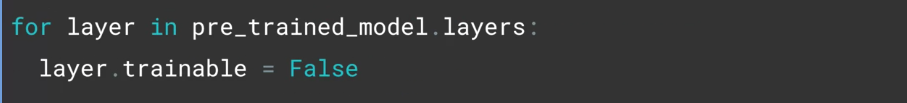 for layer in pre_trained_model.layers:
  layer.trainable = False